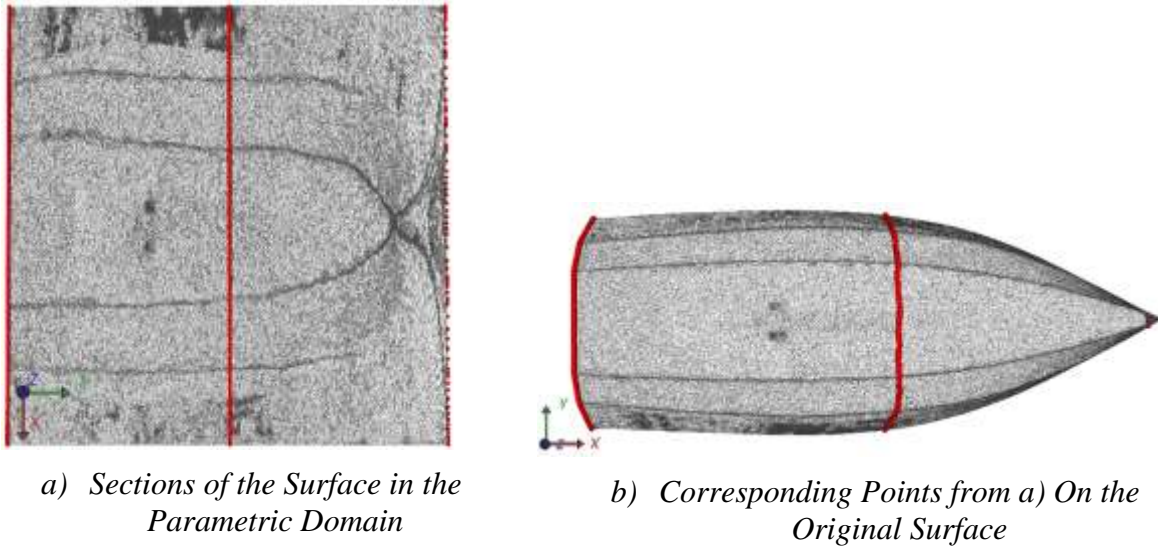 Z
X
a) Sections of the Surface in the
Parametric Domain
y
z
X
b) Corresponding Points from a) On the
Original Surface